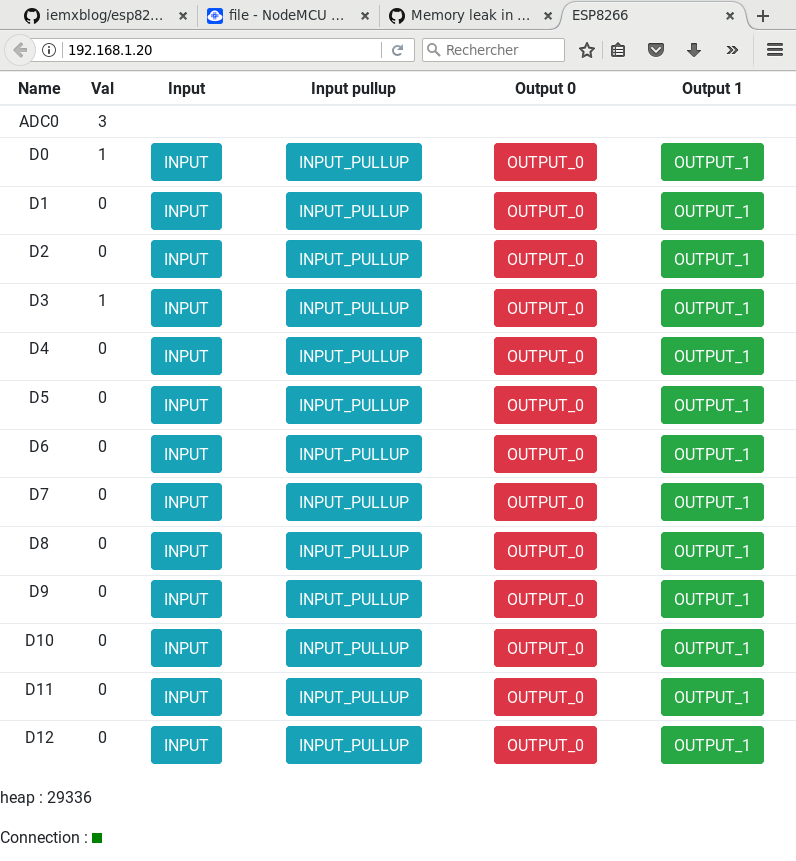 iemxblog/esp82... file - NodeMCU ... Memory leak in ... ESP8266
192.168.1.20 Rechercher
Name Val Input Input pullup Output 0 Output 1
ADC0 3
D0 1 INPUT INPUT_PULLUP OUTPUT_0 OUTPUT_1
D1 0 INPUT INPUT_PULLUP OUTPUT_0 OUTPUT_1
D2 0 INPUT INPUT_PULLUP OUTPUT_0 OUTPUT_1
D3 1 INPUT INPUT_PULLUP OUTPUT_0 OUTPUT_1
D4 0 INPUT INPUT_PULLUP OUTPUT_0 OUTPUT_1
D5 0 INPUT INPUT_PULLUP OUTPUT_0 OUTPUT_1
D6 0 INPUT INPUT_PULLUP OUTPUT_0 OUTPUT_1
D7 0 INPUT INPUT_PULLUP OUTPUT_0 OUTPUT_1
D8 0 INPUT INPUT_PULLUP OUTPUT_0 OUTPUT_1
D9 0 INPUT INPUT_PULLUP OUTPUT_0 OUTPUT_1
D10 0 INPUT INPUT_PULLUP OUTPUT_0 OUTPUT_1
D11 0 INPUT INPUT_PULLUP OUTPUT_0 OUTPUT_1
D12 0 INPUT INPUT_PULLUP OUTPUT_0 OUTPUT_1
heap : 29336
Connection :